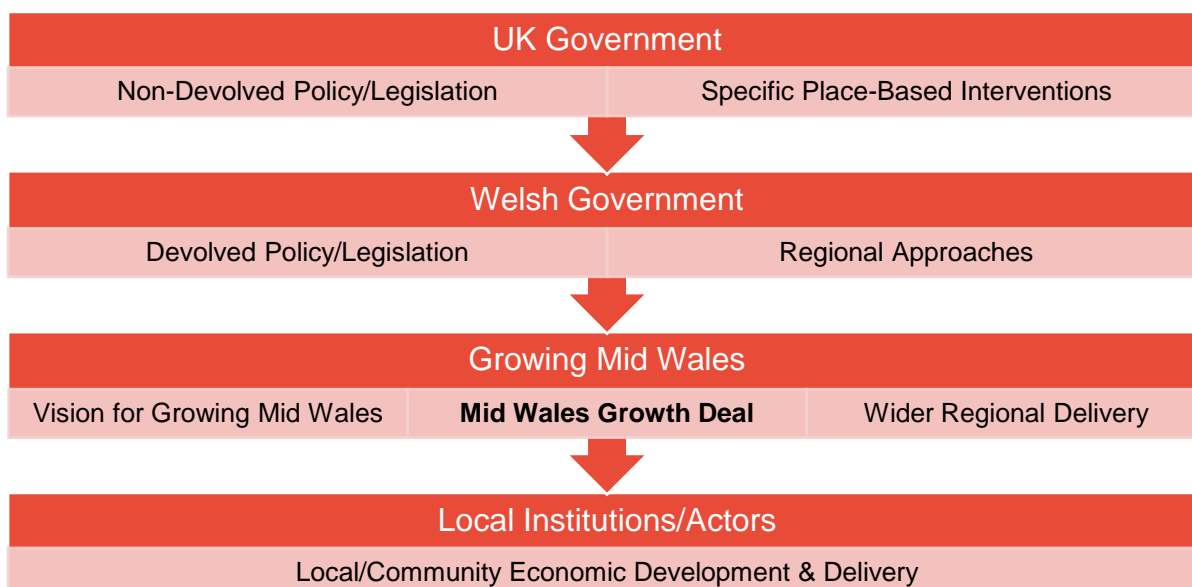 UK Government
Non-Devolved Policy/Legislation
Specific Place-Based Interventions
Welsh Government
Devolved Policy/Legislation
Regional Approaches
Growing Mid Wales
Vision for Growing Mid Wales
Mid Wales Growth Deal
Wider Regional Delivery
Local Institutions/Actors
Local/Community Economic Development & Delivery